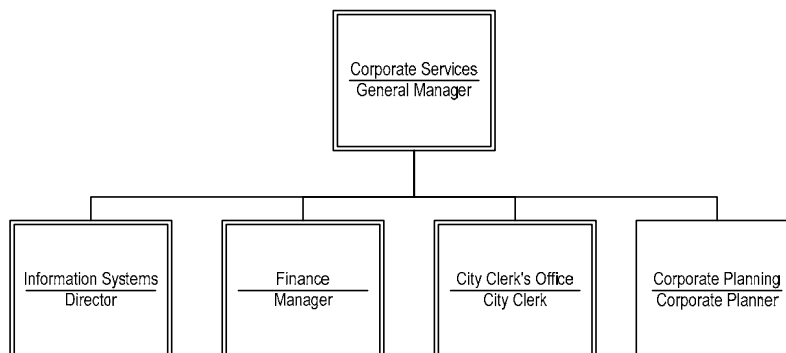 Corporate Services
General Manager
Information Systems
Director
Finance
Manager
City Clerk's Office
City Clerk
Corporate Planning
Corporate Planner